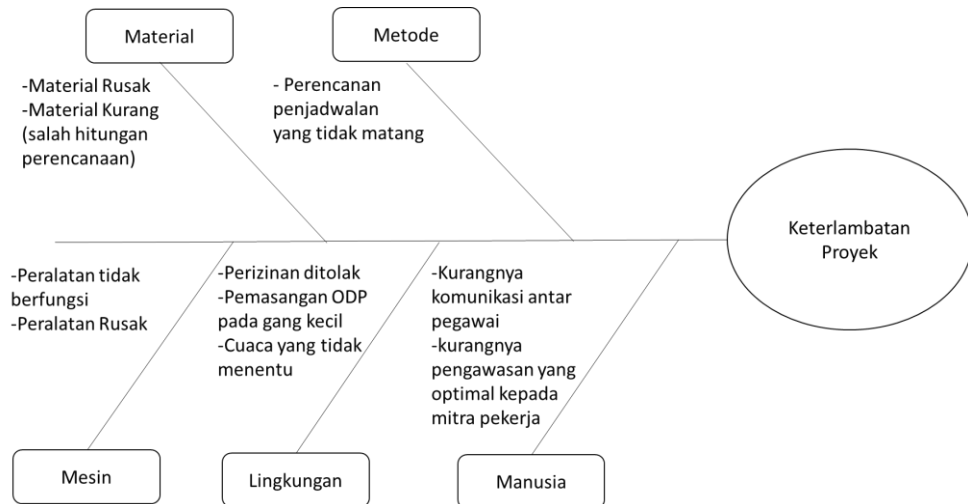 Material
Metode
-Material Rusak
-Material Kurang
(salah hitungan
perencanaan)
- Perencanan
penjadwalan
yang tidak matang
Keterlambatan
Proyek
-Peralatan tidak
berfungsi
-Peralatan Rusak
-Perizinan ditolak
-Pemasangan ODP
pada gang kecil
-Cuaca yang tidak
menentu
-Kurangnya
komunikasi antar
pegawai
-kurangnya
pengawasan yang
optimal kepada
mitra pekerja
Mesin
Lingkungan
Manusia